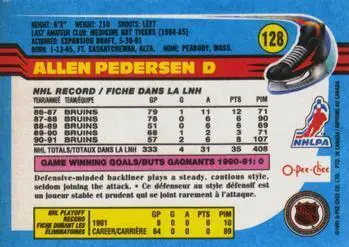 HEIGHT: 6'3" WEIGHT: 210 SHOOTS: LEFT
LAST AMATEUR CLUB: MEDICINE HAT TIGERS (1984-85)
ACQUIRED: EXPANSION DRAFT, 5-30-91
BORN: 1-13-65, FT. SASKATCHEWAN, ALTA. HOME: PEABODY, MASS.
128
ALLEN PEDERSEN D
NHL RECORD / FICHE DANS LA LNH
YEAR/ANNÉE TEAM/ÉQUIPE GP G A PTS PIM
86-87 BRUINS 79 1 11 12 71
87-88 BRUINS 78 0 6 6 90
88-89 BRUINS 51 0 6 6 69
89-90 BRUINS 68 1 2 3 71
90-91 BRUINS 57 2 6 8 107
NHL TOTALS/TOTAUX DANS LA LNH 333 4 31 35 408
GAME WINNING GOALS/BUTS GAGNANTS 1990-91: 0
Defensive-minded backliner plays a steady, cautious style,
seldom joining the attack. • Ce défenseur au style défensif est
un joueur stable et prudent qui se joint rarement à l'attaque.
NHL PLAYOFF
RECORD
FICHE DURANT LES
ÉLIMINATOIRES
GP G A PTS PIM
1991 8 0 0 0 10
CAREER/CARRIÈRE 64 0 0 0 89
NHLPA
O-pee-chee
NHL